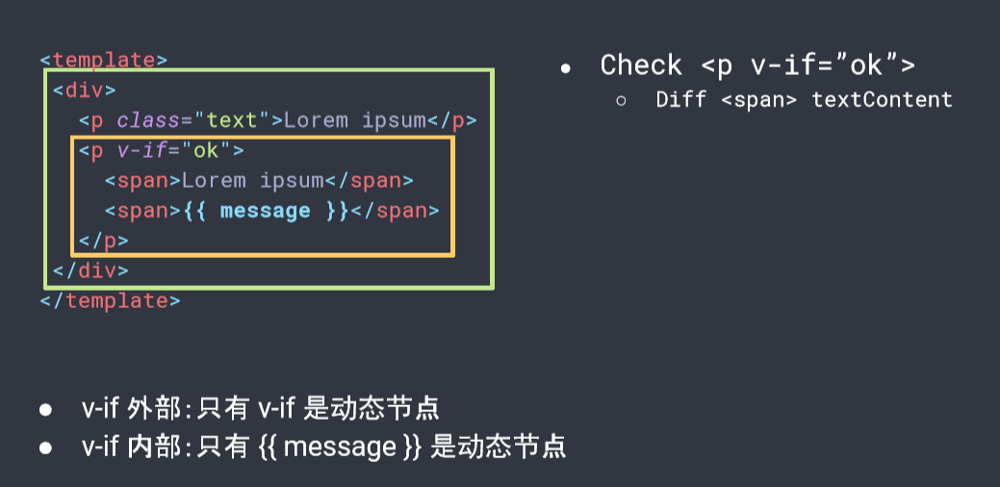 <template>
<div>
<p class="text">Lorem ipsum</p>
<p v-if="ok">
<span>Lorem ipsum</span>
<span>{{ message }}</span>
</p>
</div>
</template>
● Check <p v-if=”ok”>
○ Diff <span> textContent
● v-if 外部：只有 v-if 是动态节点
● v-if 内部：只有 {{ message }} 是动态节点